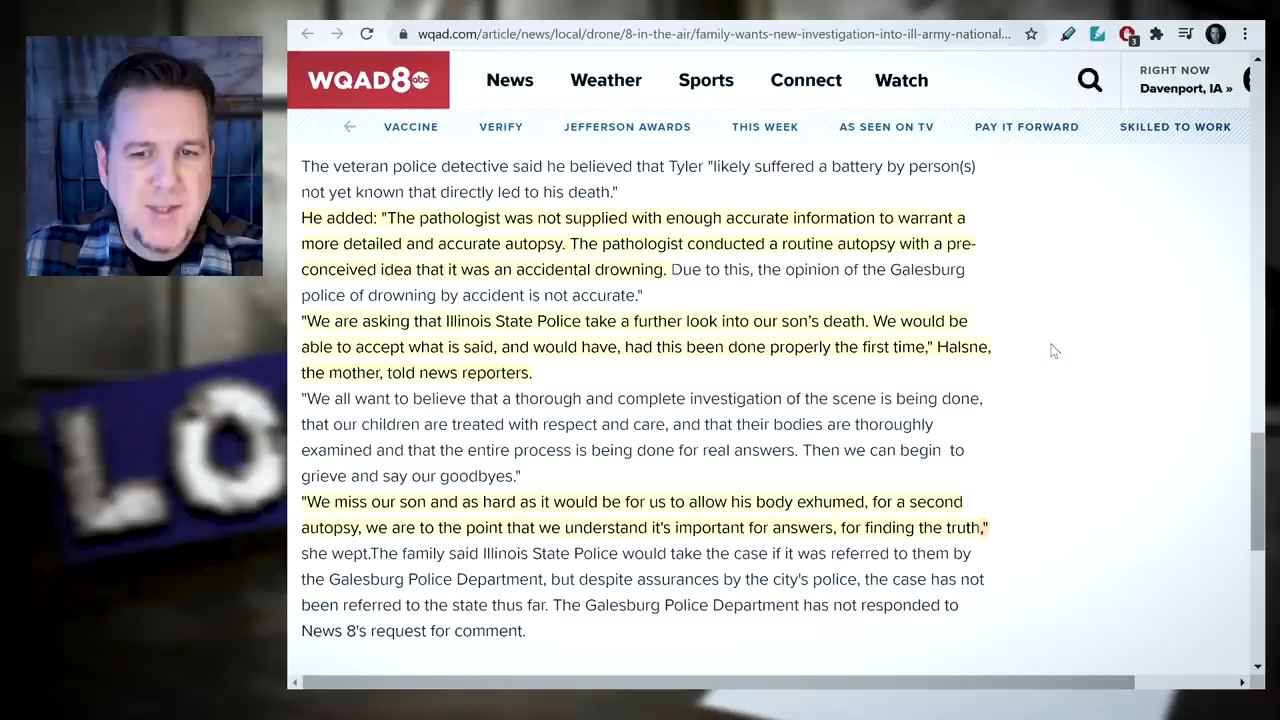 wqad.com/article/news/local/drone/8-in-the-air/family-wants-new-investigation-into-ill-army-national...
3
WQAD8 abc
News
Weather
Sports
Connect
Watch
RIGHT NOW
Davenport, IA »
VACCINE
VERIFY
JEFFERSON AWARDS
THIS WEEK
AS SEEN ON TV
PAY IT FORWARD
SKILLED TO WORK
The veteran police detective said he believed that Tyler "likely suffered a battery by person(s)
not yet known that directly led to his death."
He added: "The pathologist was not supplied with enough accurate information to warrant a
more detailed and accurate autopsy. The pathologist conducted a routine autopsy with a pre-
conceived idea that it was an accidental drowning. Due to this, the opinion of the Galesburg
police of drowning by accident is not accurate."
"We are asking that Illinois State Police take a further look into our son’s death. We would be
able to accept what is said, and would have, had this been done properly the first time," Halsne,
the mother, told news reporters.
"We all want to believe that a thorough and complete investigation of the scene is being done,
that our children are treated with respect and care, and that their bodies are thoroughly
examined and that the entire process is being done for real answers. Then we can begin  to
grieve and say our goodbyes."
"We miss our son and as hard as it would be for us to allow his body exhumed, for a second
autopsy, we are to the point that we understand it's important for answers, for finding the truth,"
she wept.The family said Illinois State Police would take the case if it was referred to them by
the Galesburg Police Department, but despite assurances by the city's police, the case has not
been referred to the state thus far. The Galesburg Police Department has not responded to
News 8's request for comment.
LO